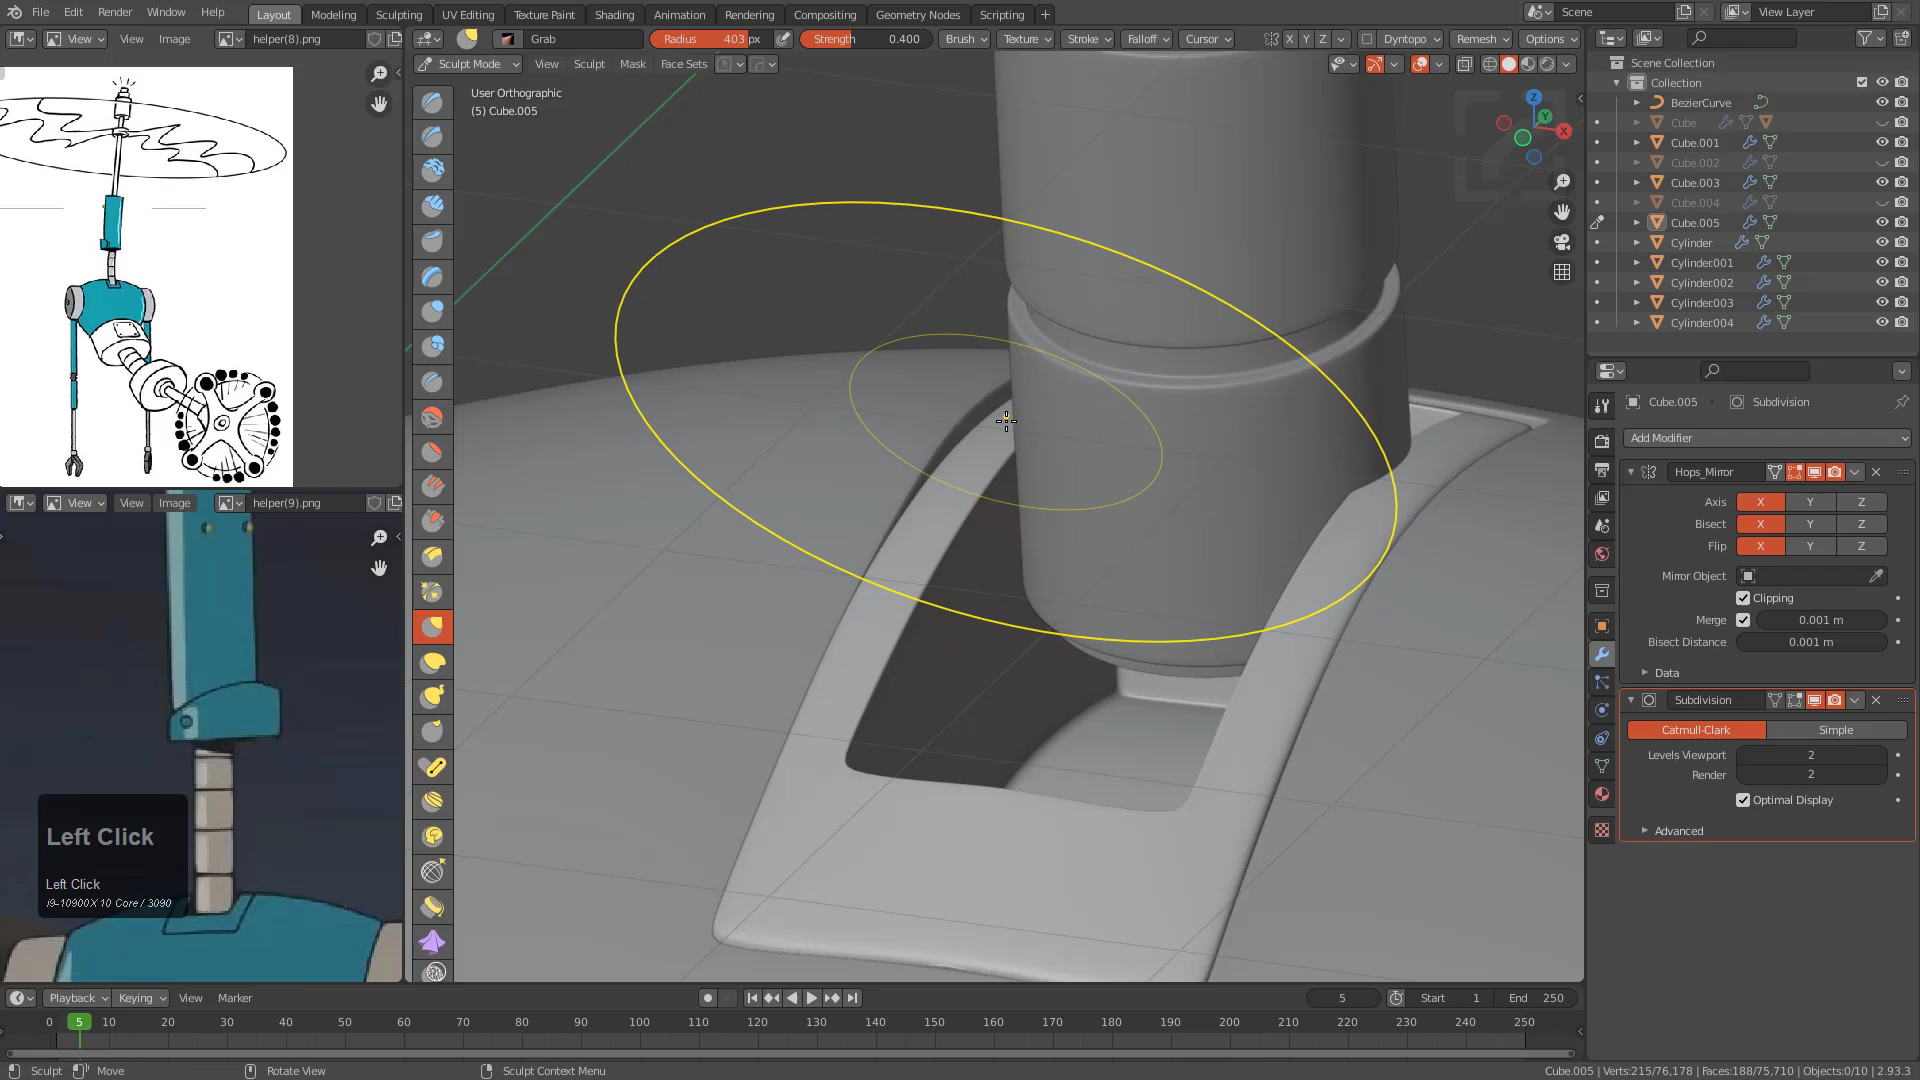 File Edit Render Window Help Layout Modeling Sculpting UV Editing Texture Paint Shading Animation Rendering Compositing Geometry Nodes Scripting + Scene View Layer
View View Image helper(8).png Grab Radius 403 px Strength 0.400 Brush Texture Stroke Falloff Cursor X Y Z Dyntopo Remesh Options
Sculpt Mode View Sculpt Mask Face Sets
User Orthographic
(5) Cube.005
Z
Y
X
Scene Collection
Collection
BezierCurve
Cube
Cube.001
Cube.002
Cube.003
Cube.004
Cube.005
Cylinder
Cylinder.001
Cylinder.002
Cylinder.003
Cylinder.004
Cube.005 Subdivision
Add Modifier
Hops_Mirror
Axis X Y Z
Bisect X Y Z
Flip X Y Z
Mirror Object
Clipping
Merge 0.001 m
Bisect Distance 0.001 m
Data
Subdivision
Catmull-Clark Simple
Levels Viewport 2
Render 2
Optimal Display
Advanced
View View Image helper(9).png
Left Click
Left Click
i9-10900X 10 Core / 3090
Playback Keying View Marker 5 Start 1 End 250
0 5 10 20 30 40 50 60 70 80 90 100 110 120 130 140 150 160 170 180 190 200 210 220 230 240 250
Sculpt Move Rotate View Sculpt Context Menu Cube.005 | Verts:215/76,178 | Faces:188/75,710 | Objects:0/10 | 2.93.3